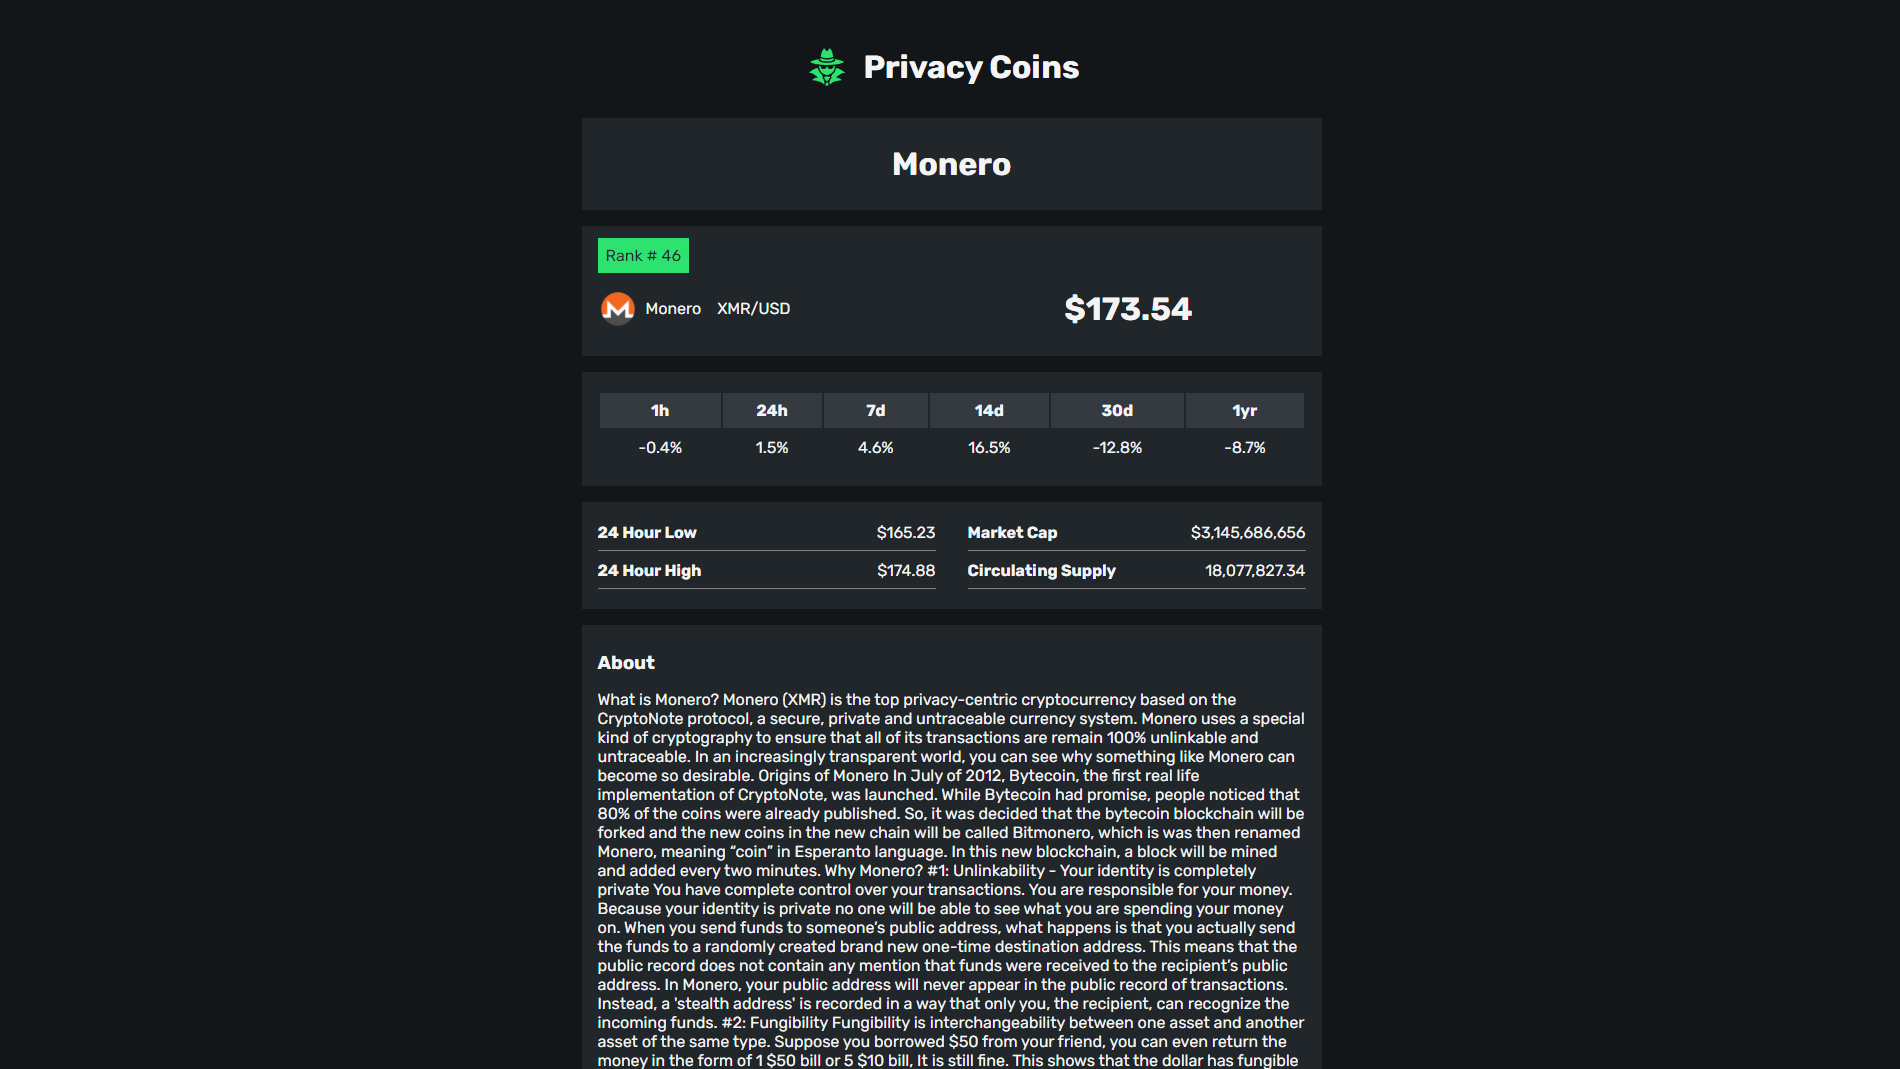 Privacy Coins
Monero
Rank # 46
Monero XMR/USD $173.54
1h 24h 7d 14d 30d 1yr
-0.4% 1.5% 4.6% 16.5% -12.8% -8.7%
24 Hour Low $165.23 Market Cap $3,145,686,656
24 Hour High $174.88 Circulating Supply 18,077,827.34
About
What is Monero? Monero (XMR) is the top privacy-centric cryptocurrency based on the
CryptoNote protocol, a secure, private and untraceable currency system. Monero uses a special
kind of cryptography to ensure that all of its transactions are remain 100% unlinkable and
untraceable. In an increasingly transparent world, you can see why something like Monero can
become so desirable. Origins of Monero In July of 2012, Bytecoin, the first real life
implementation of CryptoNote, was launched. While Bytecoin had promise, people noticed that
80% of the coins were already published. So, it was decided that the bytecoin blockchain will be
forked and the new coins in the new chain will be called Bitmonero, which is was then renamed
Monero, meaning “coin” in Esperanto language. In this new blockchain, a block will be mined
and added every two minutes. Why Monero? #1: Unlinkability - Your identity is completely
private You have complete control over your transactions. You are responsible for your money.
Because your identity is private no one will be able to see what you are spending your money
on. When you send funds to someone’s public address, what happens is that you actually send
the funds to a randomly created brand new one-time destination address. This means that the
public record does not contain any mention that funds were received to the recipient’s public
address. In Monero, your public address will never appear in the public record of transactions.
Instead, a 'stealth address' is recorded in a way that only you, the recipient, can recognize the
incoming funds. #2: Fungibility Fungibility is interchangeability between one asset and another
asset of the same type. Suppose you borrowed $50 from your friend, you can even return the
money in the form of 1 $50 bill or 5 $10 bill, It is still fine. This shows that the dollar has fungible